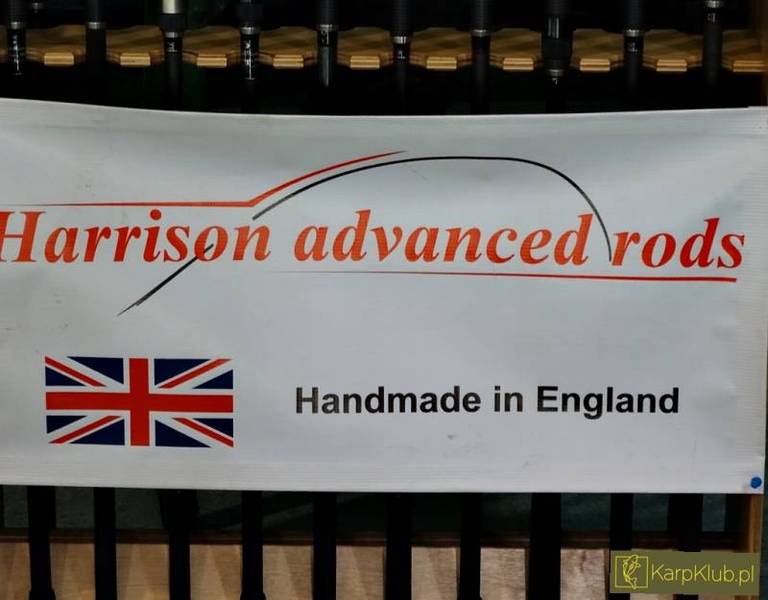 Harrison advanced rods
Handmade in England
KarpKlub.pl